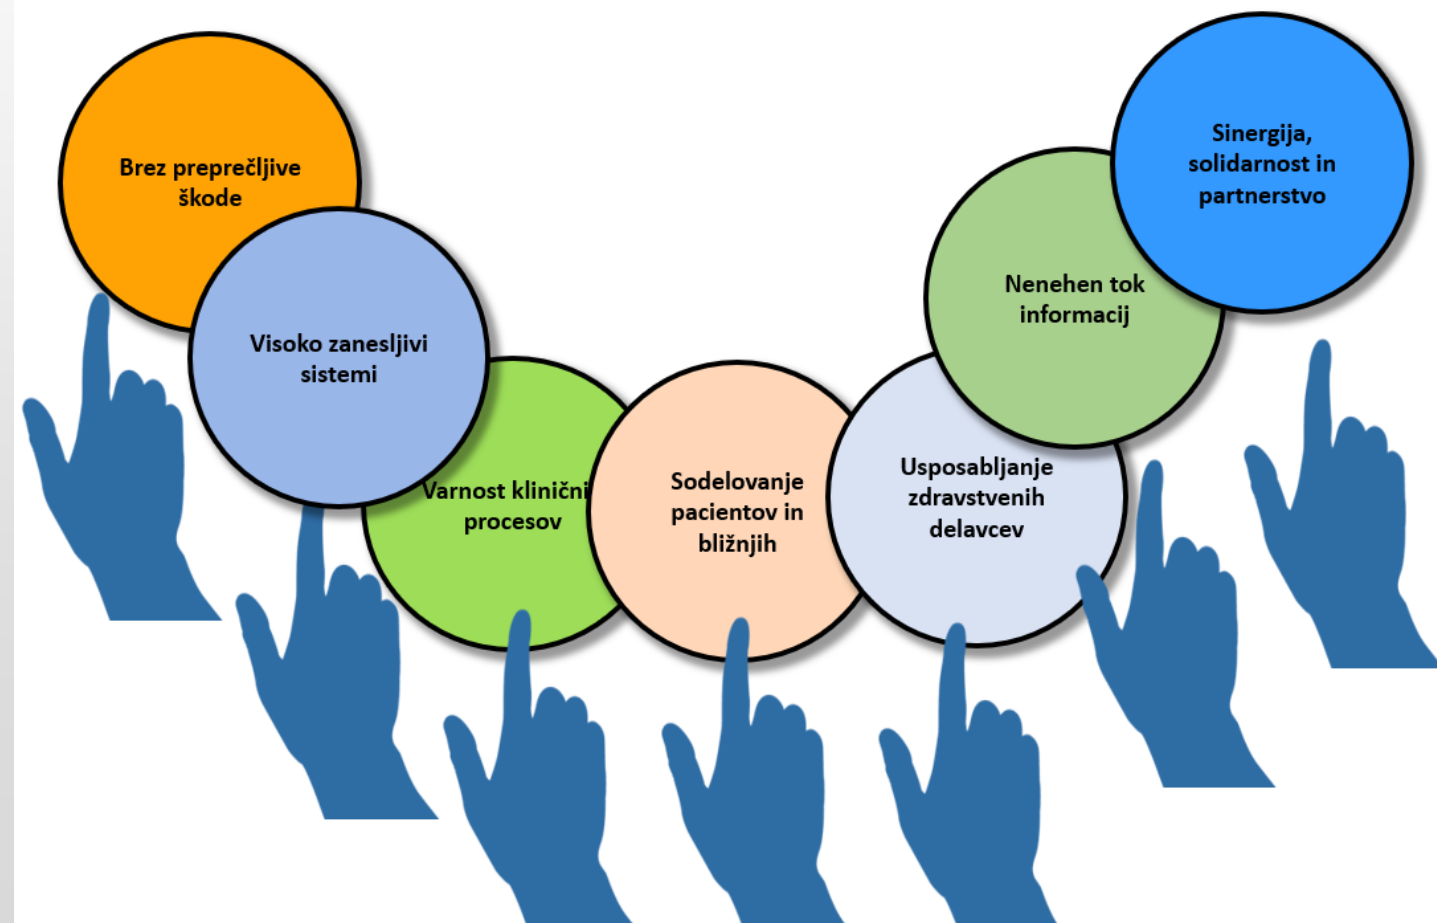 Brez preprečljive
škode
Visoko zanesljivi
sistemi
Varnost klinični
procesov
Sodelovanje
pacientov in
bližnjih
Usposabljanje
zdravstvenih
delavcev
Nenehen tok
informacij
Sinergija,
solidarnost in
partnerstvo